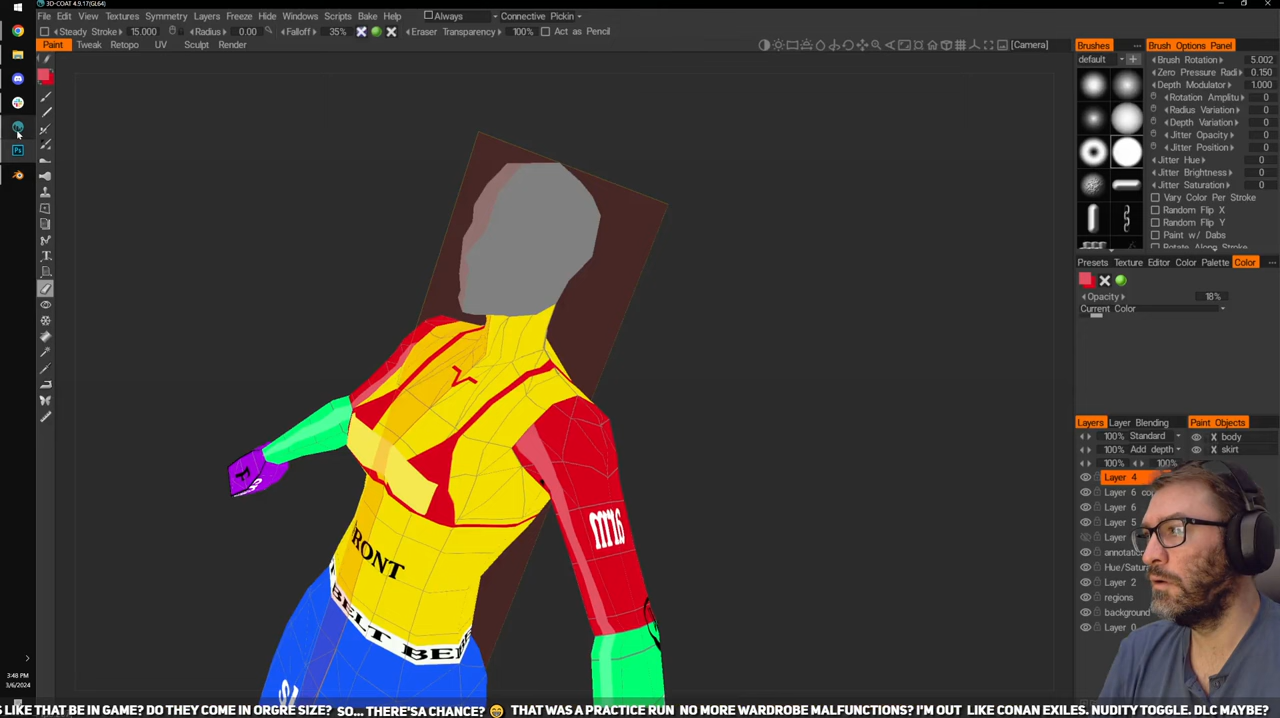 3D-COAT 4.9.17(GL64)
File Edit View Textures Symmetry Layers Freeze Hide Windows Scripts Bake Help Always Connective Pickin
Steady Stroke 15.000 Radius 0.00 Falloff 35% Eraser Transparency 100% Act as Pencil
Paint Tweak Retopo UV Sculpt Render [Camera]
Brushes
default
Brush Options Panel
Brush Rotation 5.002
Zero Pressure Radi 0.150
Depth Modulator 1.000
Rotation Amplitu 0
Radius Variation 0
Depth Variation 0
Jitter Opacity 0
Jitter Position 0
Jitter Hue 0
Jitter Brightness 0
Jitter Saturation 0
Vary Color Per Stroke
Random Flip X
Random Flip Y
Paint w/ Dabs
Rotate Along Stroke
Presets Texture Editor Color Palette Color
Opacity 18%
Current Color
Layers Layer Blending Paint Objects
100% Standard
100% Add depth
100% 100%
X body
X skirt
Layer 4
Layer 6 co
Layer 6
Layer 5
Layer
annotatio
Hue/Satur
Layer 2
regions
background
Layer 0
F
RONT
BELT BE
3:48 PM
3/6/2024
S LIKE THAT BE IN GAME? DO THEY COME IN ORGRE SIZE? SO... THERE'SA CHANCE? 😁 THAT WAS A PRACTICE RUN NO MORE WARDROBE MALFUNCTIONS? I'M OUT LIKE CONAN EXILES. NUDITY TOGGLE. DLC MAYBE?